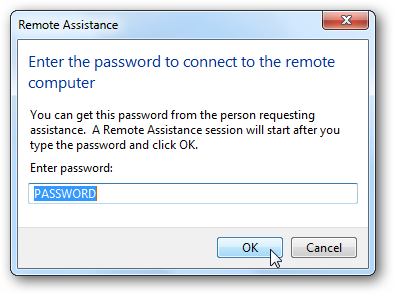 Remote Assistance
Enter the password to connect to the remote
computer
You can get this password from the person requesting
assistance.  A Remote Assistance session will start after you
type the password and click OK.
Enter password:
PASSWORD
OK
Cancel